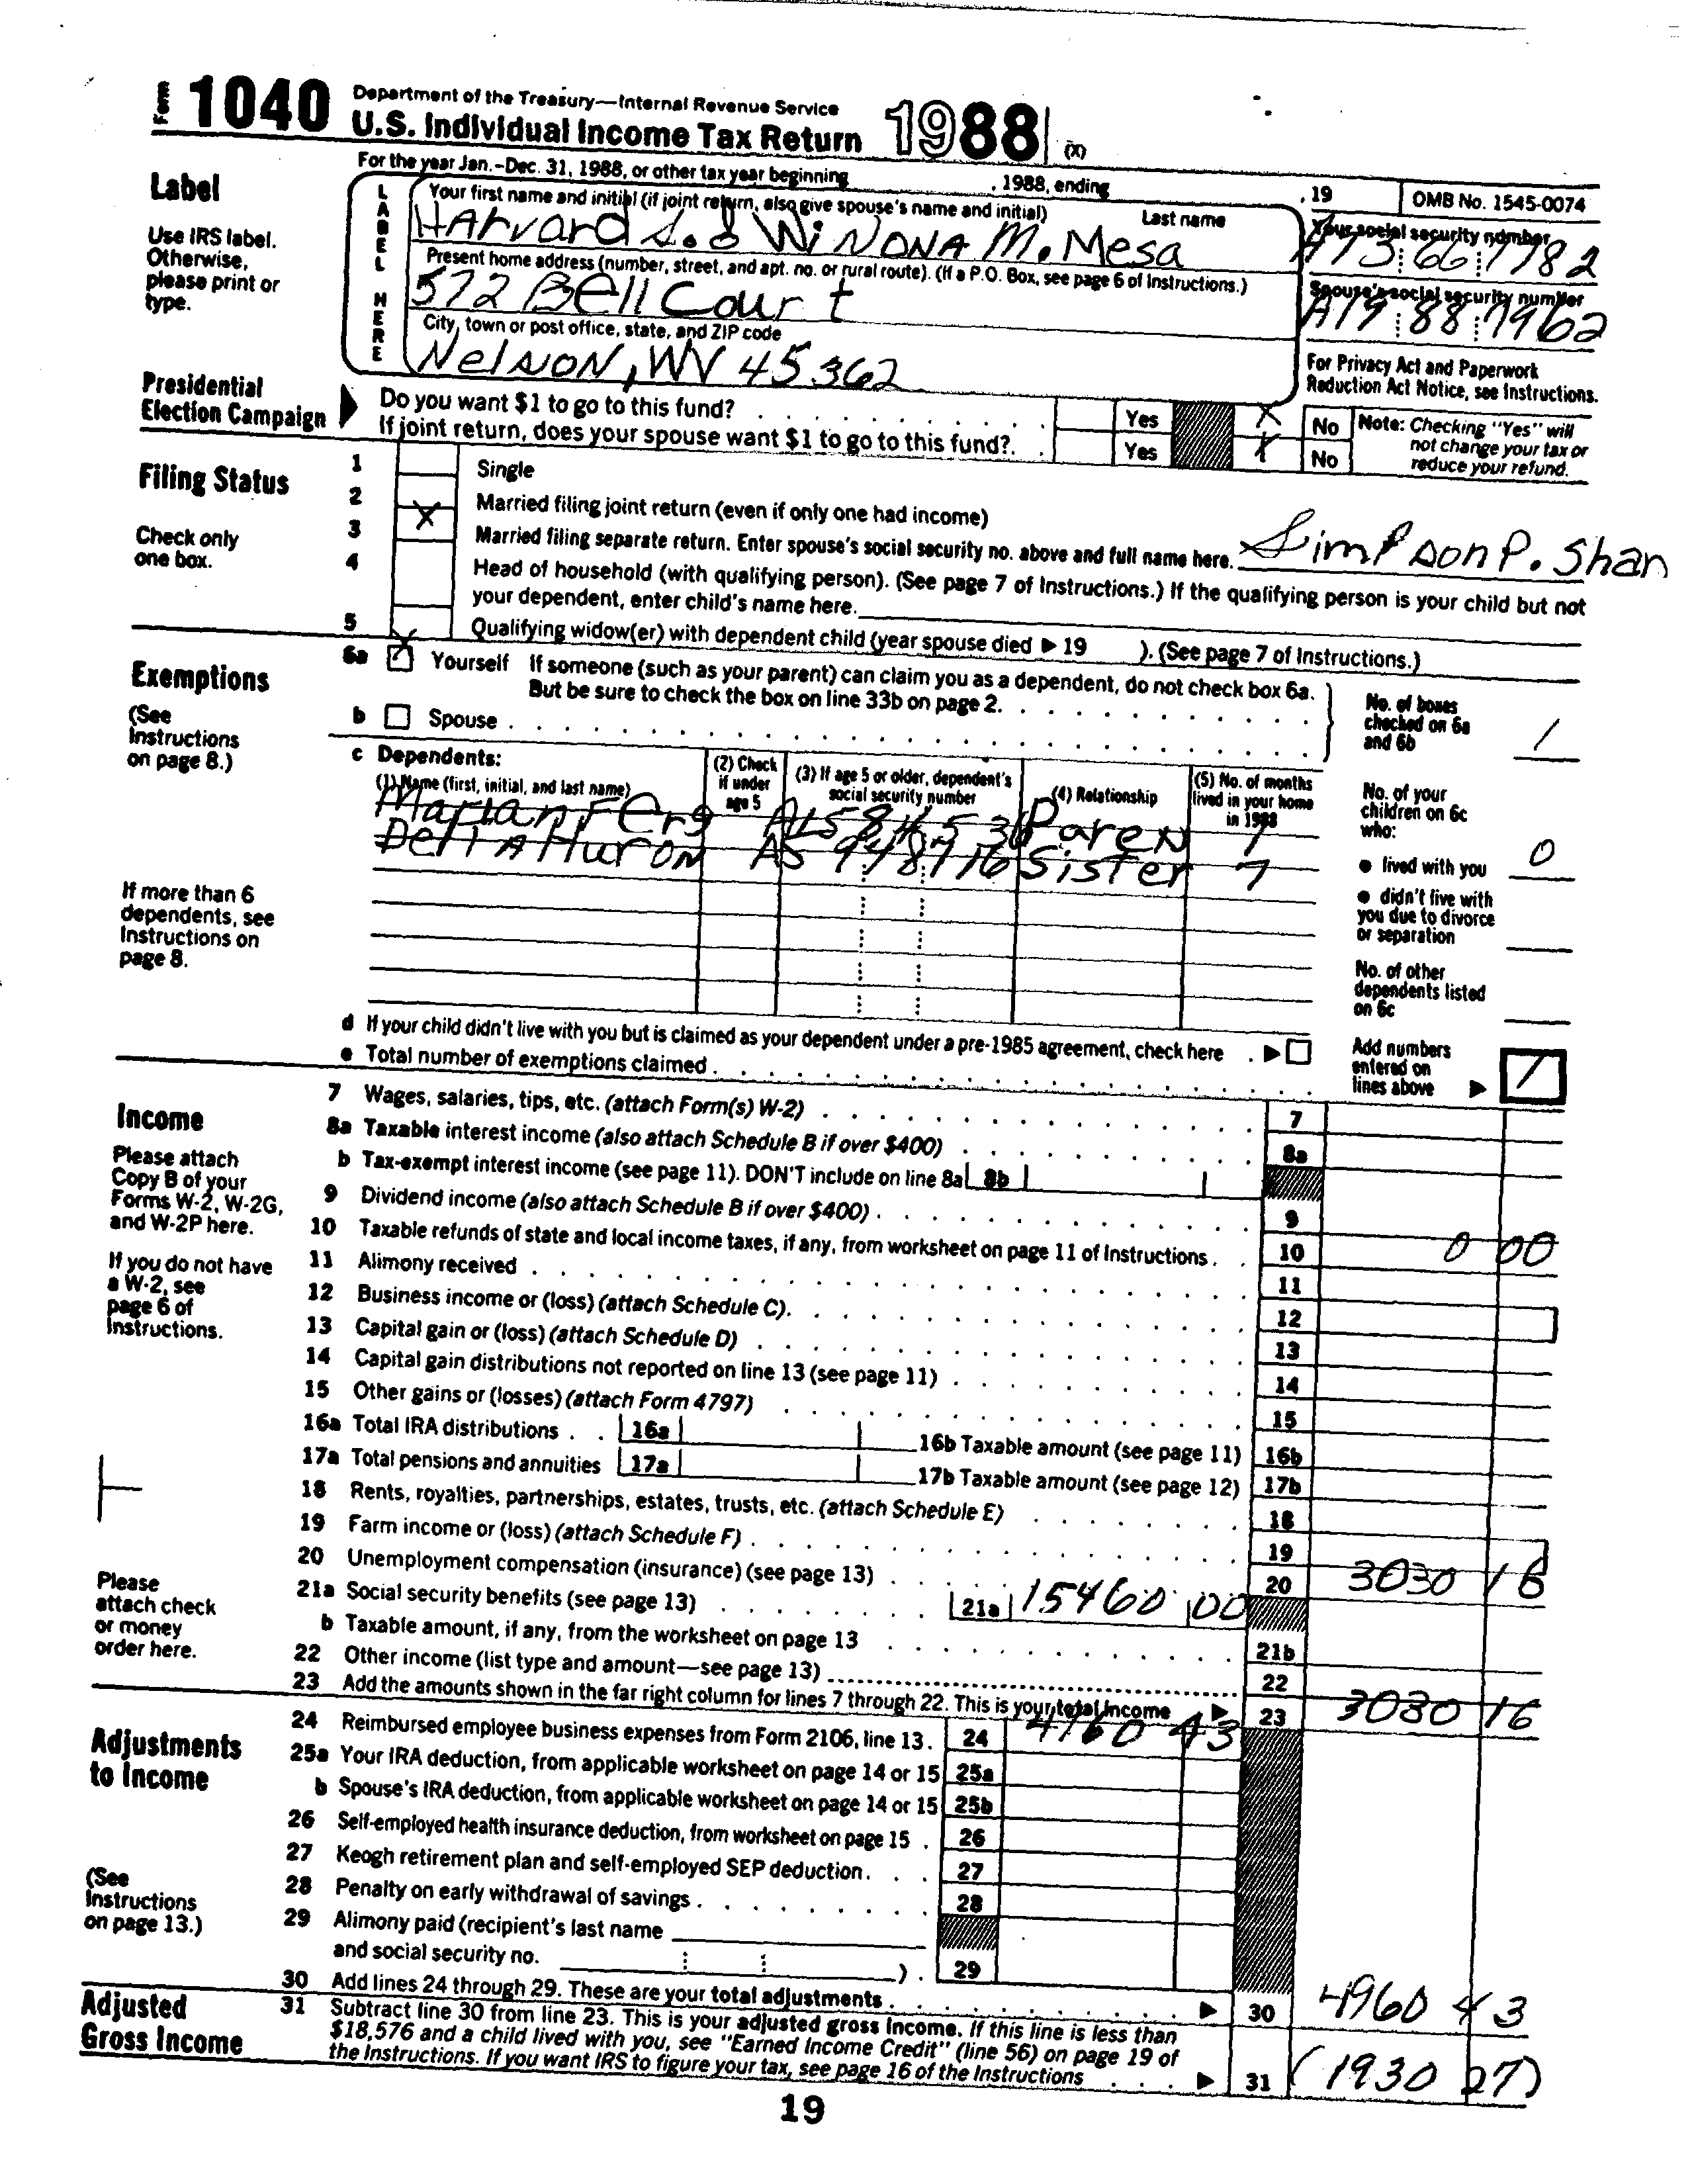 Form 1040 Department of the Treasury—Internal Revenue Service
U.S. Individual Income Tax Return 1988 (X)
For the year Jan.-Dec. 31, 1988, or other tax year beginning , 1988, ending , 19 OMB No. 1545-0074
Label
Use IRS label. Otherwise, please print or type.
LABEL HERE
Your first name and initial (if joint return, also give spouse's name and initial) Last name
HArvard S. & WiNONA M. Mesa
Your social security number
A73 66 7782
Present home address (number, street, and apt. no. or rural route). (If a P.O. Box, see page 6 of Instructions.)
572 BEll Court
Spouse's social security number
A19 88 7962
City, town or post office, state, and ZIP code
NelsoN, WV 45362
For Privacy Act and Paperwork Reduction Act Notice, see Instructions.
Presidential Election Campaign
Do you want $1 to go to this fund? Yes X No
If joint return, does your spouse want $1 to go to this fund? Yes X No
Note: Checking "Yes" will not change your tax or reduce your refund.
Filing Status
Check only one box.
1 Single
2 Married filing joint return (even if only one had income)
3 X Married filing separate return. Enter spouse's social security no. above and full name here. SimpsonP. Shan
4 Head of household (with qualifying person). (See page 7 of Instructions.) If the qualifying person is your child but not
your dependent, enter child's name here.
5 Qualifying widow(er) with dependent child (year spouse died ▶ 19 ). (See page 7 of Instructions.)
Exemptions
(See Instructions on page 8.)
6a X Yourself If someone (such as your parent) can claim you as a dependent, do not check box 6a.
But be sure to check the box on line 33b on page 2.
b Spouse
No. of boxes checked on 6a and 6b 1
c Dependents:
(1) Name (first, initial, and last name) (2) Check if under age 5 (3) If age 5 or older, dependent's social security number (4) Relationship (5) No. of months lived in your home in 1988
Marian Ferg PareN 7
Della HuroN Sister 7
If more than 6 dependents, see Instructions on page 8.
No. of your children on 6c who:
• lived with you 0
• didn't live with you due to divorce or separation
No. of other dependents listed on 6c
d If your child didn't live with you but is claimed as your dependent under a pre-1985 agreement, check here ▶
e Total number of exemptions claimed
Add numbers entered on lines above ▶ 1
Income
Please attach Copy B of your Forms W-2, W-2G, and W-2P here.
If you do not have a W-2, see page 6 of Instructions.
Please attach check or money order here.
7 Wages, salaries, tips, etc. (attach Form(s) W-2) 7
8a Taxable interest income (also attach Schedule B if over $400) 8a
b Tax-exempt interest income (see page 11). DON'T include on line 8a 8b
9 Dividend income (also attach Schedule B if over $400) 9
10 Taxable refunds of state and local income taxes, if any, from worksheet on page 11 of Instructions 10 0 00
11 Alimony received 11
12 Business income or (loss) (attach Schedule C) 12
13 Capital gain or (loss) (attach Schedule D) 13
14 Capital gain distributions not reported on line 13 (see page 11) 14
15 Other gains or (losses) (attach Form 4797) 15
16a Total IRA distributions 16a 16b Taxable amount (see page 11) 16b
17a Total pensions and annuities 17a 17b Taxable amount (see page 12) 17b
18 Rents, royalties, partnerships, estates, trusts, etc. (attach Schedule E) 18
19 Farm income or (loss) (attach Schedule F) 19
20 Unemployment compensation (insurance) (see page 13) 20 3030 16
21a Social security benefits (see page 13) 21a 15460 00
b Taxable amount, if any, from the worksheet on page 13 21b
22 Other income (list type and amount—see page 13) 22
23 Add the amounts shown in the far right column for lines 7 through 22. This is your total income ▶ 23 3030 16
Adjustments to Income
(See Instructions on page 13.)
24 Reimbursed employee business expenses from Form 2106, line 13. 24 4960 43
25a Your IRA deduction, from applicable worksheet on page 14 or 15 25a
b Spouse's IRA deduction, from applicable worksheet on page 14 or 15 25b
26 Self-employed health insurance deduction, from worksheet on page 15 26
27 Keogh retirement plan and self-employed SEP deduction 27
28 Penalty on early withdrawal of savings 28
29 Alimony paid (recipient's last name
and social security no. ) 29
30 Add lines 24 through 29. These are your total adjustments ▶ 30 4960 43
Adjusted Gross Income
31 Subtract line 30 from line 23. This is your adjusted gross income. If this line is less than
$18,576 and a child lived with you, see "Earned Income Credit" (line 56) on page 19 of
the Instructions. If you want IRS to figure your tax, see page 16 of the Instructions ▶ 31 (1930 27)
19